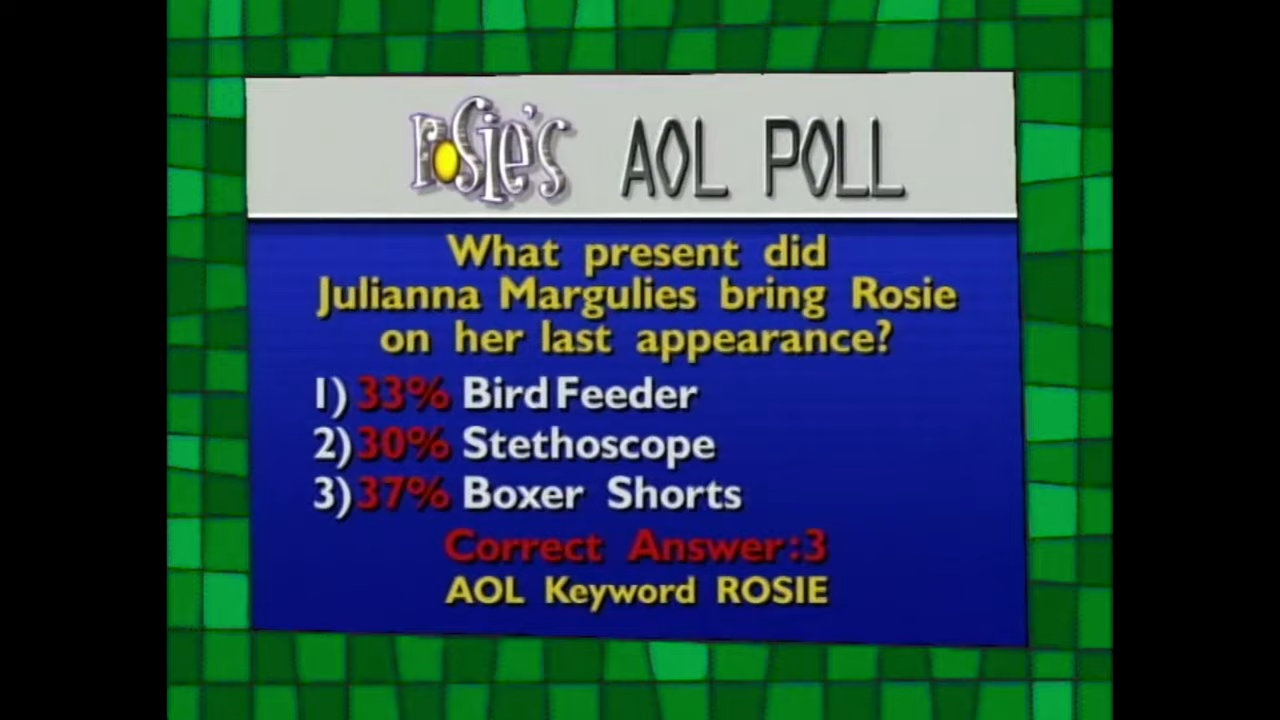 rosie's AOL POLL
What present did
Julianna Margulies bring Rosie
on her last appearance?
1) 33% Bird Feeder
2) 30% Stethoscope
3) 37% Boxer Shorts
Correct Answer:3
AOL Keyword ROSIE